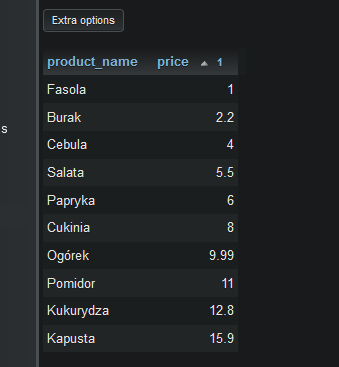 Extra options
product_name price 1
s
Fasola 1
Burak 2.2
Cebula 4
Salata 5.5
Papryka 6
Cukinia 8
Ogórek 9.99
Pomidor 11
Kukurydza 12.8
Kapusta 15.9